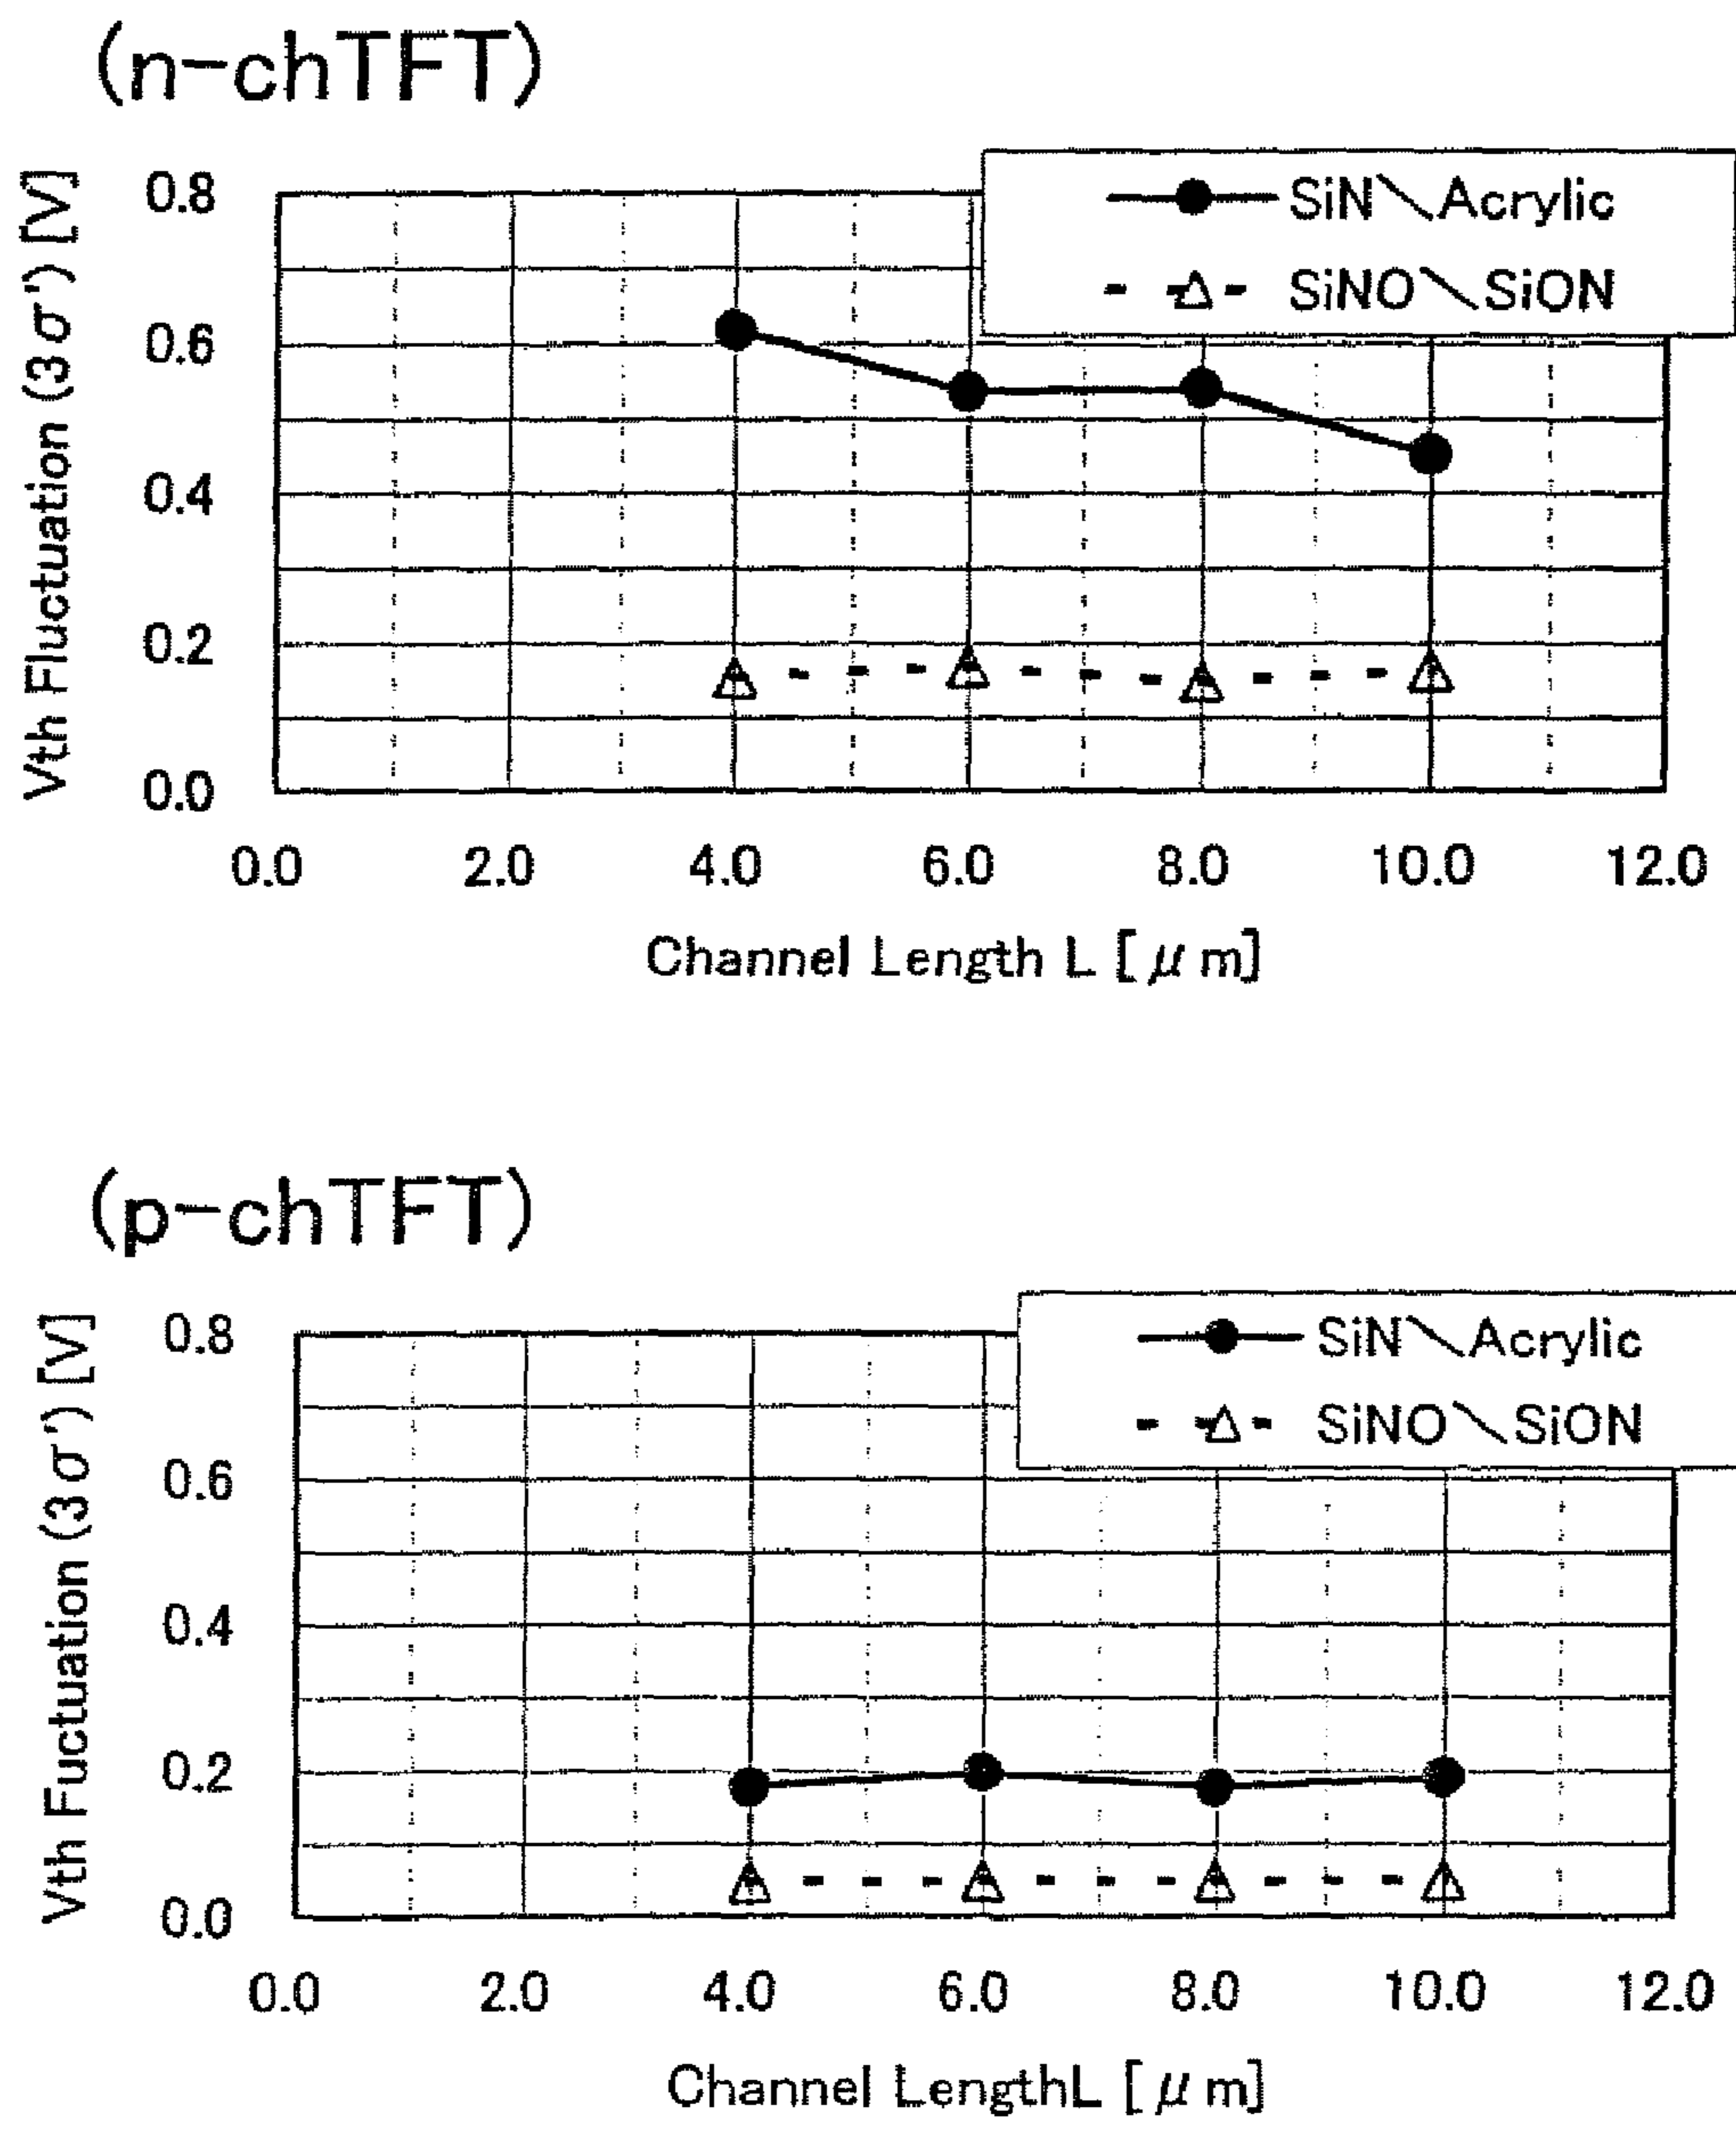 (n-chTFT)
Vth Fluctuation (3σ) [V]
0.8
0.6
0.4
0.2
0.0
SiN\Acrylic
SiNO\SiON
0.0 2.0 4.0 6.0 8.0 10.0 12.0
Channel Length L [μm]
(p-chTFT)
Vth Fuctuation (3σ) [V]
0.8
0.6
0.4
0.2
0.0
SiN\Acrylic
SiNO\SiON
0.0 2.0 4.0 6.0 8.0 10.0 12.0
Channel LengthL [μm]